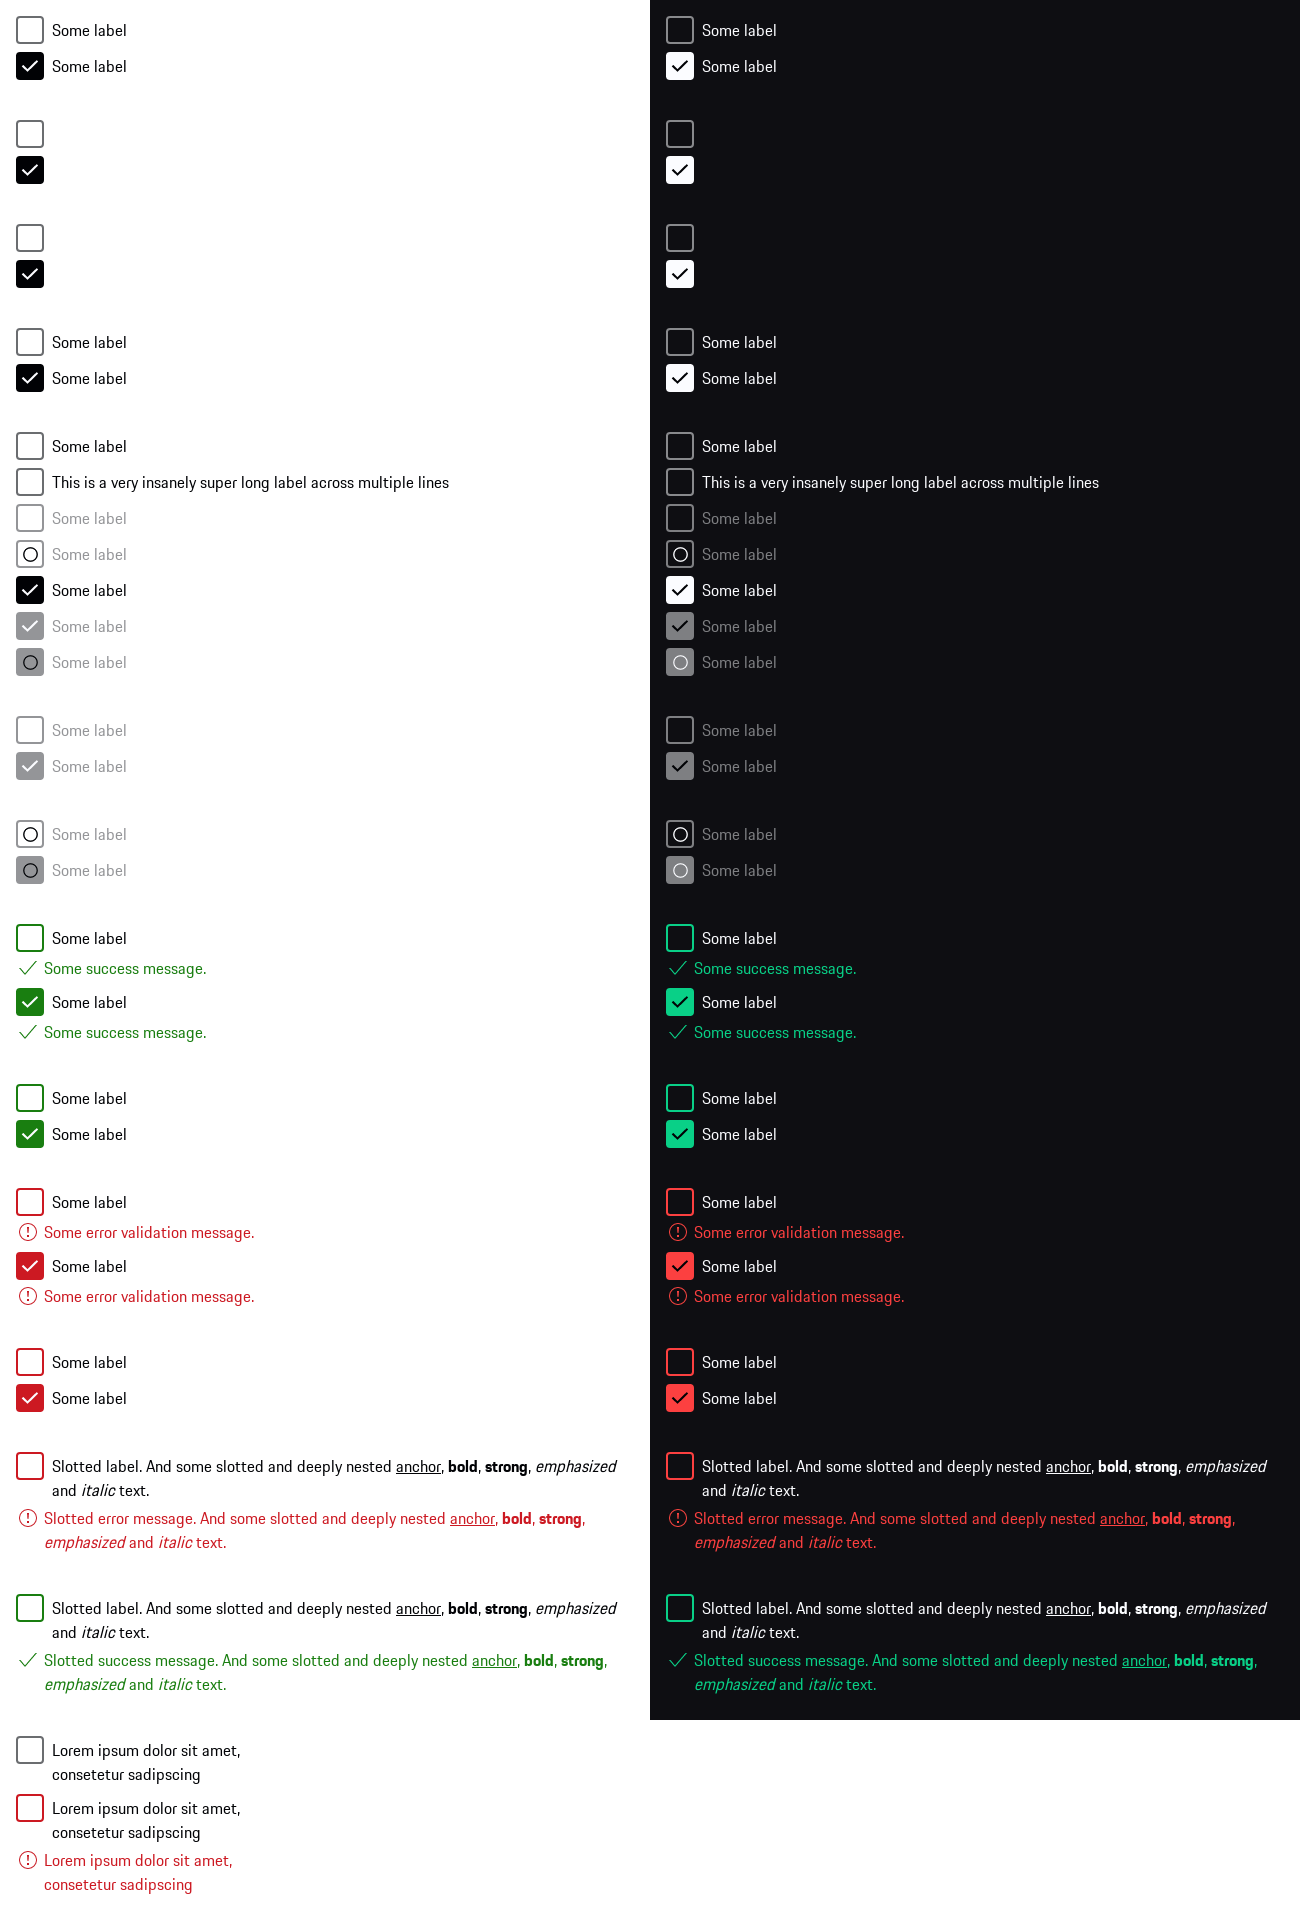 Some label
Some label
Some label
Some label
Some label
This is a very insanely super long label across multiple lines
Some label
Some label
Some label
Some label
Some label
Some label
Some label
Some label
Some label
Some label
Some success message.
Some label
Some success message.
Some label
Some label
Some label
Some error validation message.
Some label
Some error validation message.
Some label
Some label
Slotted label. And some slotted and deeply nested anchor, bold, strong, emphasized
and italic text.
Slotted error message. And some slotted and deeply nested anchor, bold, strong,
emphasized and italic text.
Slotted label. And some slotted and deeply nested anchor, bold, strong, emphasized
and italic text.
Slotted success message. And some slotted and deeply nested anchor, bold, strong,
emphasized and italic text.
Lorem ipsum dolor sit amet,
consetetur sadipscing
Lorem ipsum dolor sit amet,
consetetur sadipscing
Lorem ipsum dolor sit amet,
consetetur sadipscing
Some label
Some label
Some label
Some label
Some label
This is a very insanely super long label across multiple lines
Some label
Some label
Some label
Some label
Some label
Some label
Some label
Some label
Some label
Some label
Some success message.
Some label
Some success message.
Some label
Some label
Some label
Some error validation message.
Some label
Some error validation message.
Some label
Some label
Slotted label. And some slotted and deeply nested anchor, bold, strong, emphasized
and italic text.
Slotted error message. And some slotted and deeply nested anchor, bold, strong,
emphasized and italic text.
Slotted label. And some slotted and deeply nested anchor, bold, strong, emphasized
and italic text.
Slotted success message. And some slotted and deeply nested anchor, bold, strong,
emphasized and italic text.